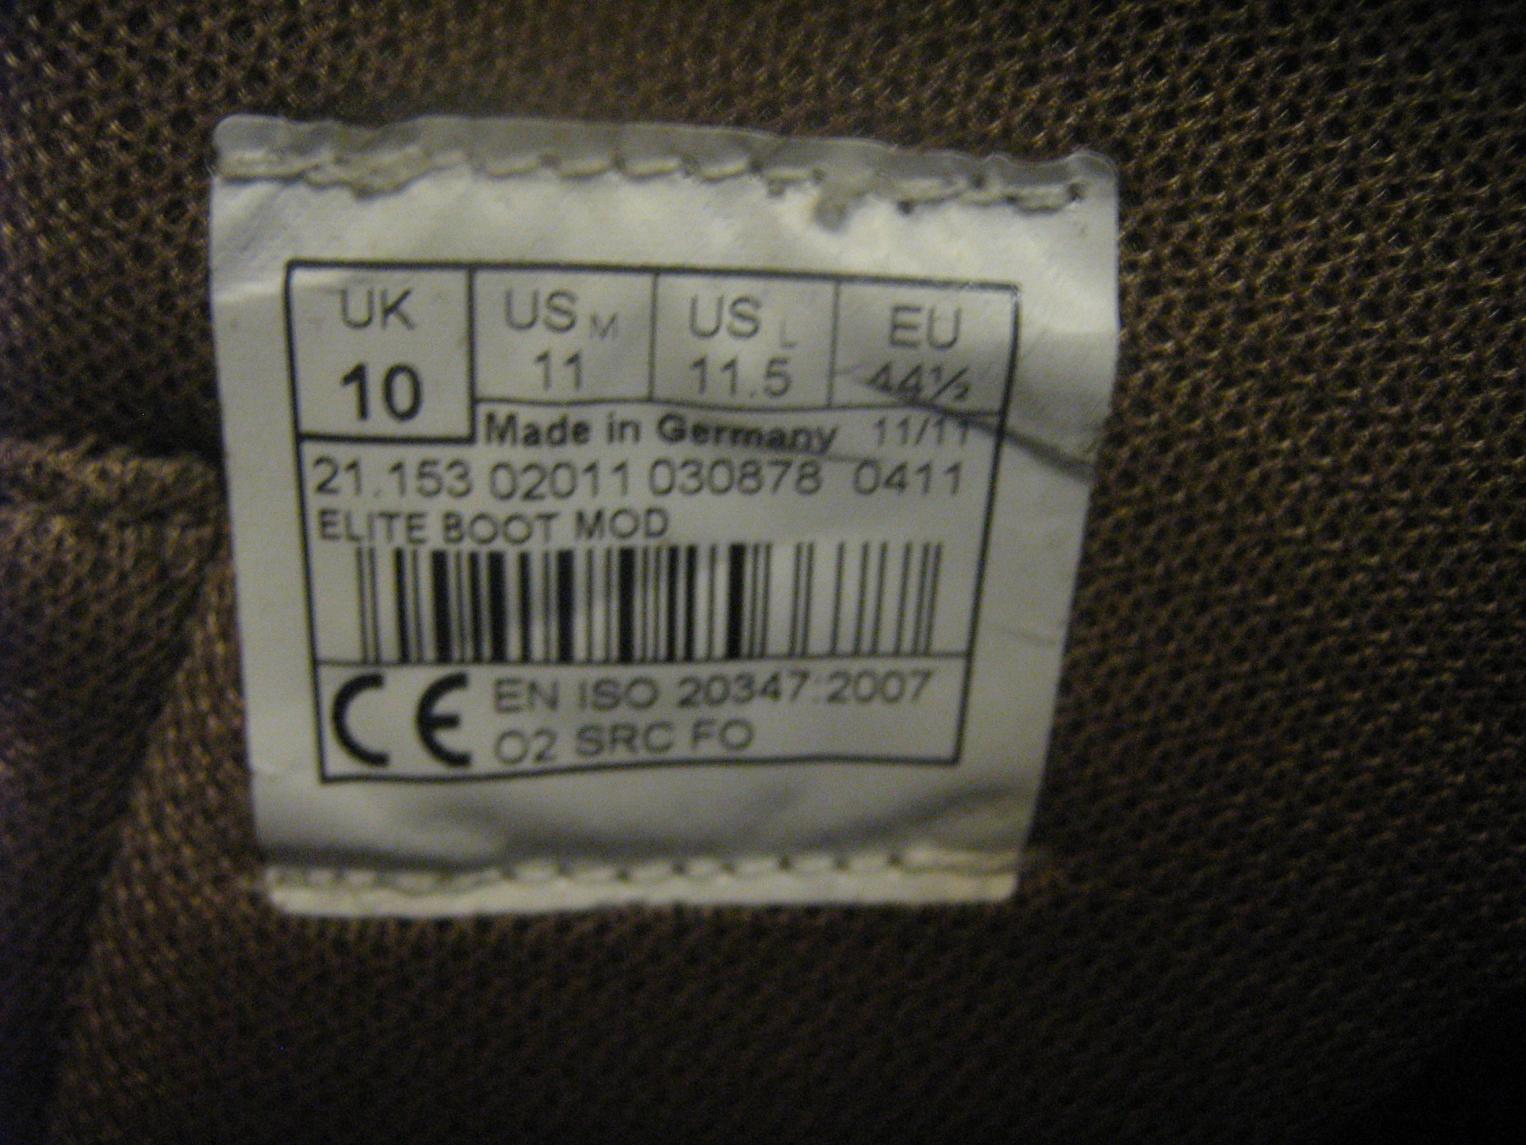 UK US M US L EU
10 11 11.5 44½
Made in Germany 11/11
21.153 02011 030878 0411
ELITE BOOT MOD
CE EN ISO 20347:2007
O2 SRC FO